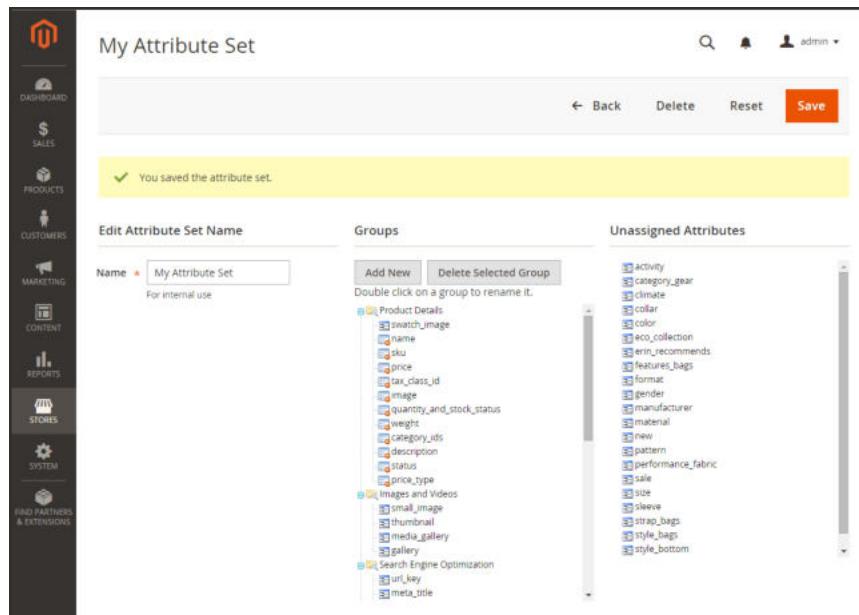 My Attribute Set
admin
← Back
Delete
Reset
Save
DASHBOARD
SALES
PRODUCTS
CUSTOMERS
MARKETING
CONTENT
REPORTS
STORES
SYSTEM
FIND PARTNERS
& EXTENSIONS
You saved the attribute set.
Edit Attribute Set Name
Name * My Attribute Set
For internal use
Groups
Add New
Delete Selected Group
Double click on a group to rename it.
Product Details
swatch_image
name
sku
price
tax_class_id
image
quantity_and_stock_status
weight
category_ids
description
status
price_type
Images and Videos
small_image
thumbnail
media_gallery
gallery
Search Engine Optimization
url_key
meta_title
Unassigned Attributes
activity
category_gear
climate
collar
color
eco_collection
erin_recommends
features_bags
format
gender
manufacturer
material
new
pattern
performance_fabric
sale
size
sleeve
strap_bags
style_bags
style_bottom